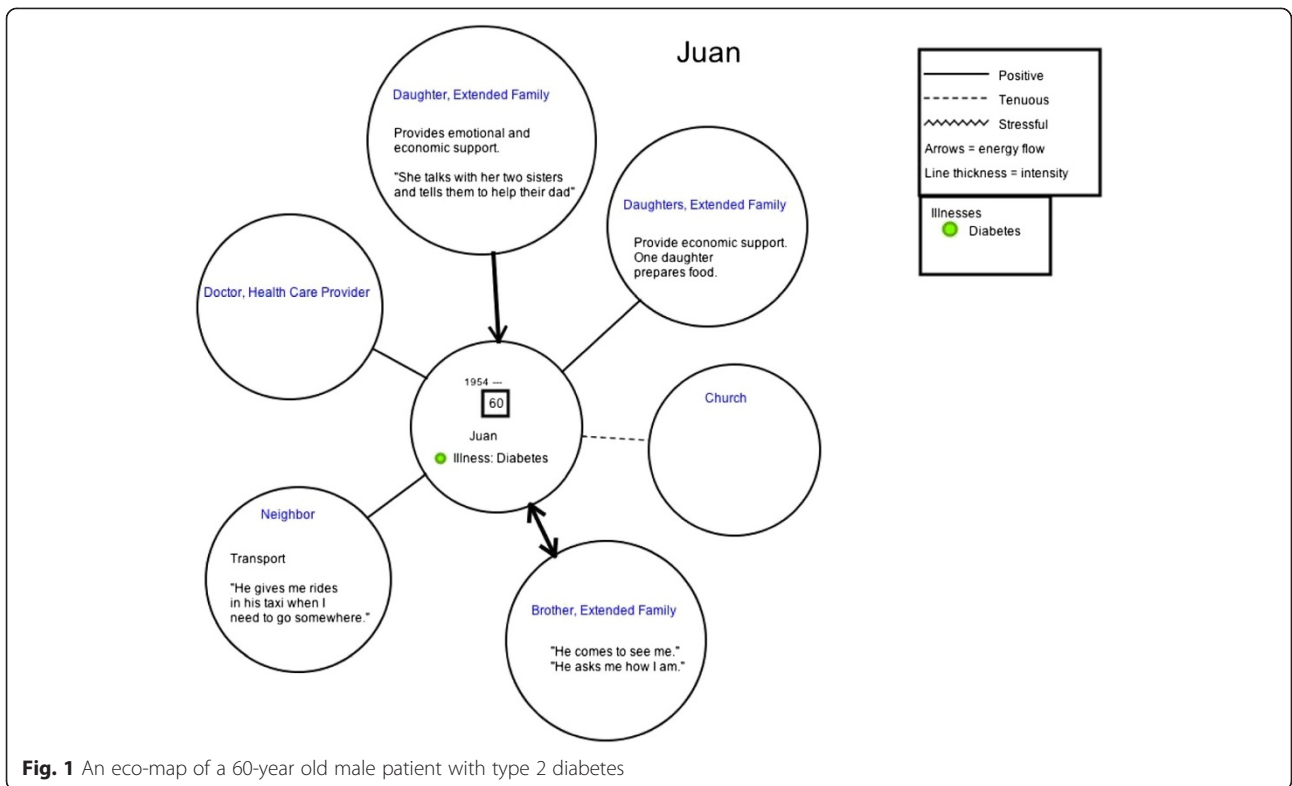 Juan
Positive
Tenuous
Stressful
Arrows = energy flow
Line thickness = intensity
Illnesses
Diabetes
Daughter, Extended Family
Provides emotional and
economic support.
"She talks with her two sisters
and tells them to help their dad"
Daughters, Extended Family
Provide economic support.
One daughter
prepares food.
Doctor, Health Care Provider
1954 ---
60
Juan
Illness: Diabetes
Church
Neighbor
Transport
"He gives me rides
in his taxi when I
need to go somewhere."
Brother, Extended Family
"He comes to see me."
"He asks me how I am."
Fig. 1 An eco-map of a 60-year old male patient with type 2 diabetes